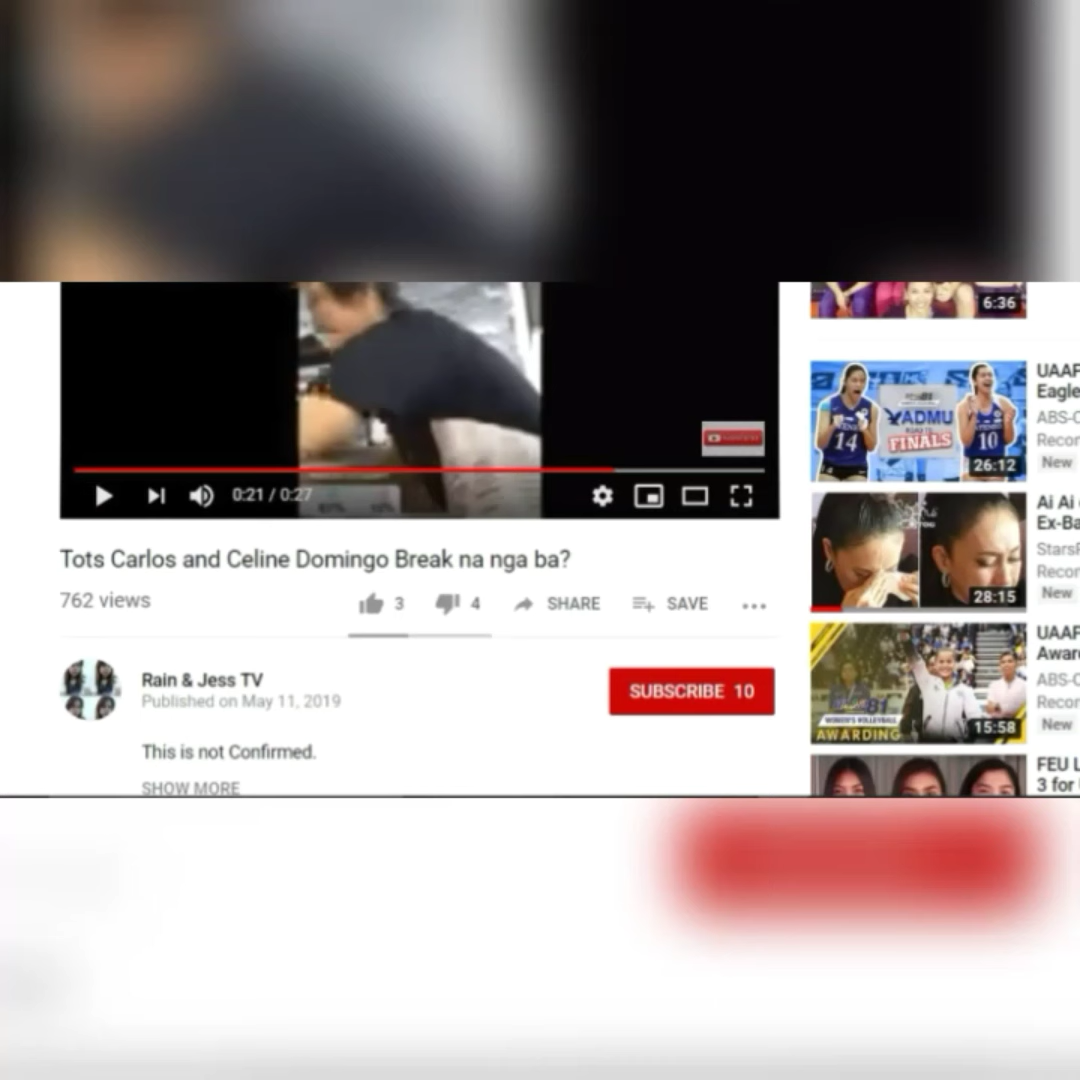 6:36
0:21 / 0:27
Tots Carlos and Celine Domingo Break na nga ba?
762 views
3
4
SHARE
SAVE
Rain & Jess TV
Published on May 11, 2019
SUBSCRIBE 10
This is not Confirmed.
SHOW MORE
14
ADMU
FINALS
10
26:12
UAAP
Eagle
ABS-C
Recor
New
28:15
Ai Ai
Ex-Ba
StarsF
Recor
New
81
WOMEN'S VOLLEYBALL
AWARDING
15:58
UAAP
Awar
ABS-C
Recor
New
FEU L
3 for